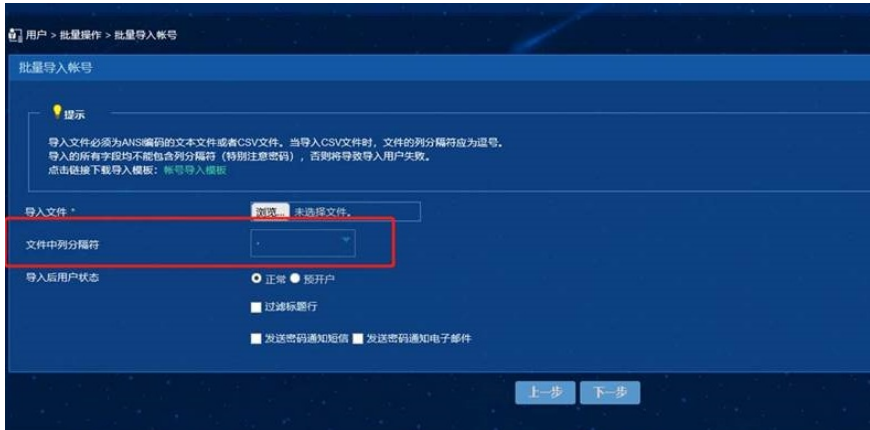 用户 > 批量操作 > 批量导入帐号
批量导入帐号
提示
导入文件必须为ANSI编码的文本文件或者CSV文件。当导入CSV文件时，文件的列分隔符应为逗号。
导入的所有字段均不能包含列分隔符（特别注意密码），否则将导致导入用户失败。
点击链接下载导入模板：帐号导入模板
导入文件 *
浏览... 未选择文件。
文件中列分隔符
导入后用户状态
正常 预开户
过滤标题行
发送密码通知短信 发送密码通知电子邮件
上一步 下一步